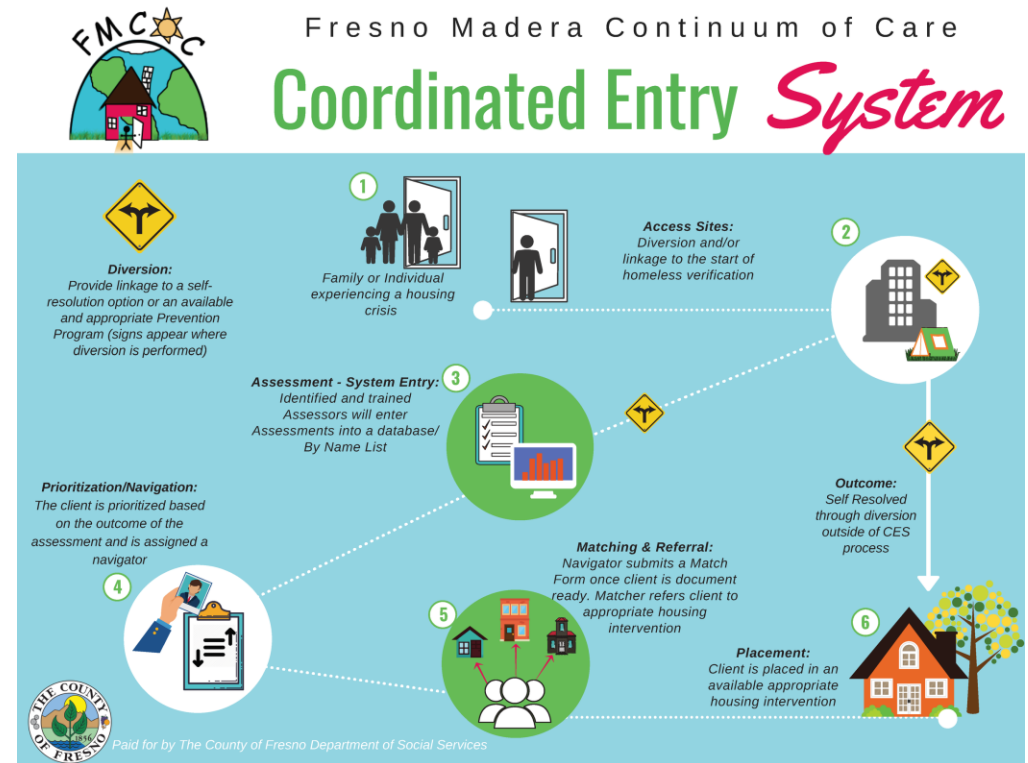 FMCOC
Fresno Madera Continuum of Care
Coordinated Entry System
1
Family or Individual
experiencing a housing
crisis
Access Sites:
Diversion and/or
linkage to the start of
homeless verification
2
Diversion:
Provide linkage to a self-
resolution option or an available
and appropriate Prevention
Program (signs appear where
diversion is performed)
Assessment - System Entry:
Identified and trained
Assessors will enter
Assessments into a database/
By Name List
3
Prioritization/Navigation:
The client is prioritized based
on the outcome of the
assessment and is assigned a
navigator
4
Outcome:
Self Resolved
through diversion
outside of CES
process
Matching & Referral:
Navigator submits a Match
Form once client is document
ready. Matcher refers client to
appropriate housing
intervention
5
6
Placement:
Client is placed in an
available appropriate
housing intervention
THE COUNTY
OF FRESNO
1856
Paid for by The County of Fresno Department of Social Services